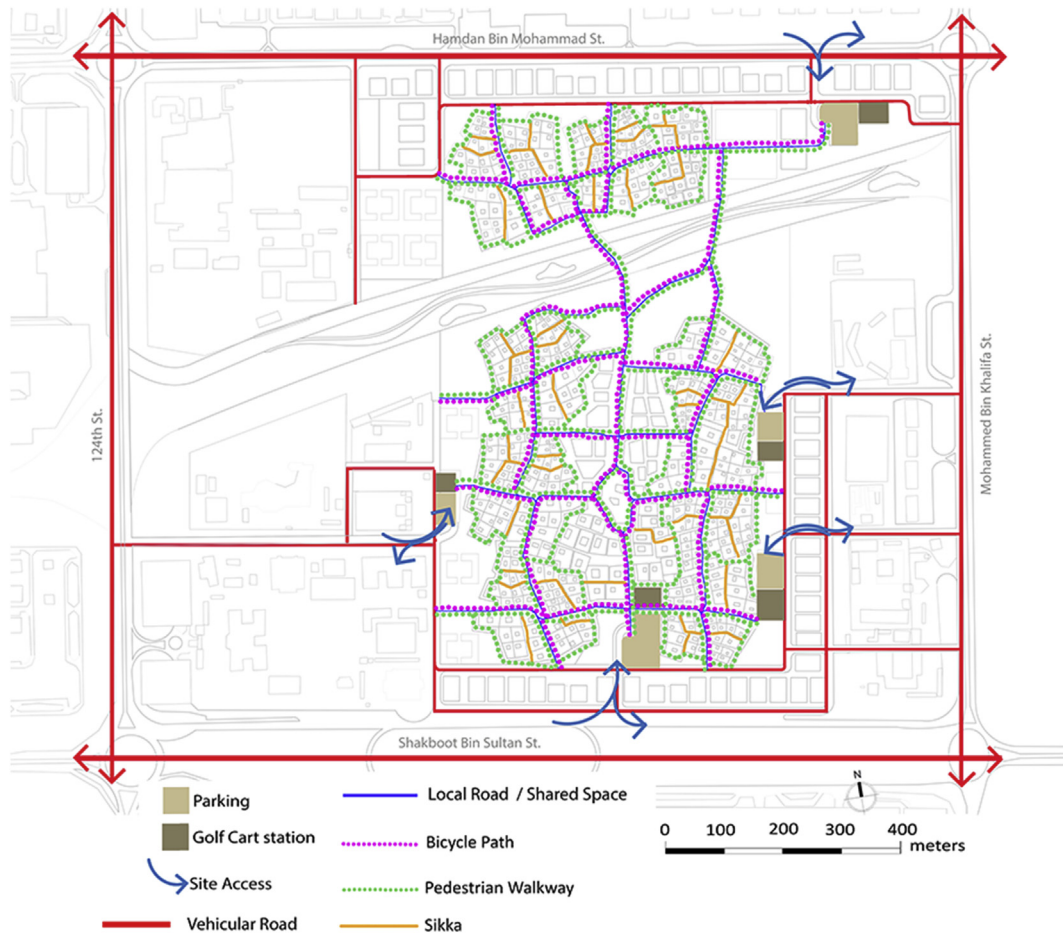 Hamdan Bin Mohammad St.
124th St.
Mohammed Bin Khalifa St.
Shakboot Bin Sultan St.
Parking
Golf Cart station
Site Access
Vehicular Road
Local Road / Shared Space
Bicycle Path
Pedestrian Walkway
Sikka
N
0 100 200 300 400
meters